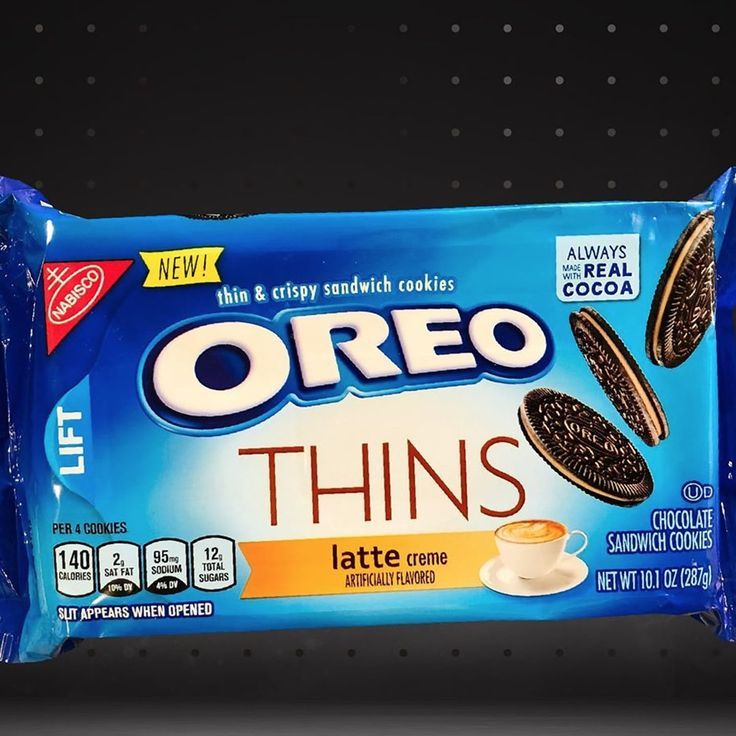 NABISCO
NEW!
thin & crispy sandwich cookies
OREO
THINS
ALWAYS
MADE WITH REAL
COCOA
OREO
LIFT
latte creme
ARTIFICIALLY FLAVORED
PER 4 COOKIES
140 CALORIES
2g SAT FAT 10% DV
95mg SODIUM 4% DV
12g TOTAL SUGARS
SLIT APPEARS WHEN OPENED
U D
CHOCOLATE
SANDWICH COOKIES
NET WT 10.1 OZ (287g)